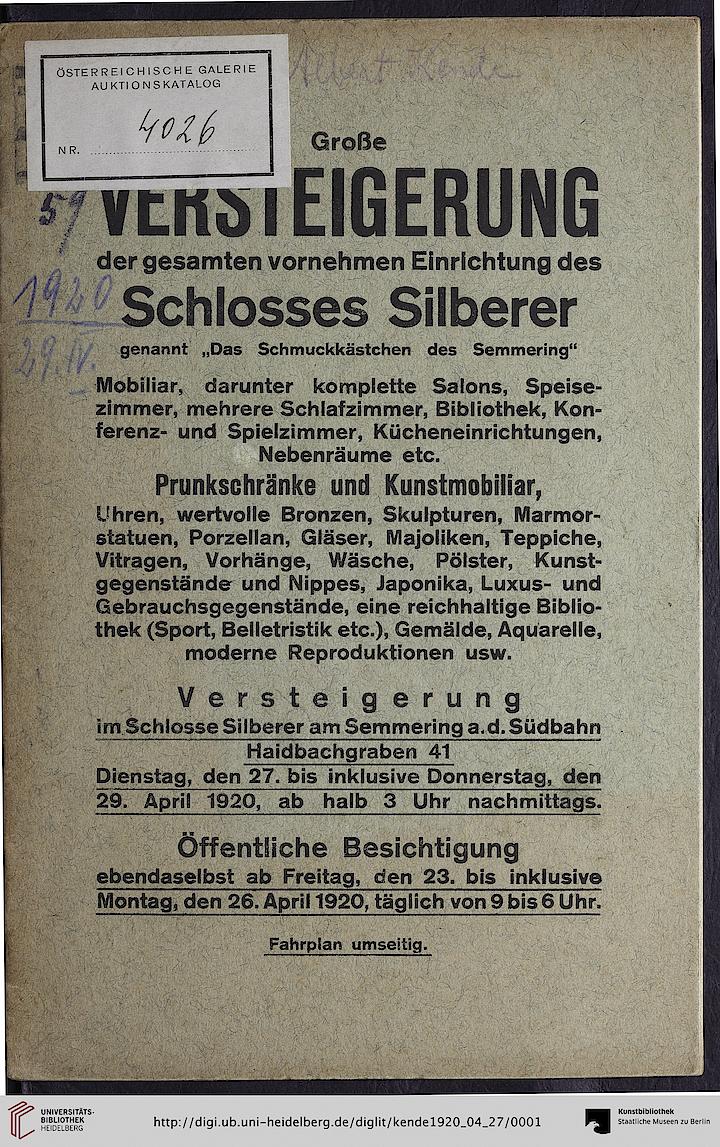 Albert Kende
ÖSTERREICHISCHE GALERIE
AUKTIONSKATALOG
NR. 4026
Große
59
VERSTEIGERUNG
der gesamten vornehmen Einrichtung des
1920
Schlosses Silberer
29. IV.
genannt „Das Schmuckkästchen des Semmering“
Mobiliar, darunter komplette Salons, Speise-
zimmer, mehrere Schlafzimmer, Bibliothek, Kon-
ferenz- und Spielzimmer, Kücheneinrichtungen,
Nebenräume etc.
Prunkschränke und Kunstmobiliar,
Uhren, wertvolle Bronzen, Skulpturen, Marmor-
statuen, Porzellan, Gläser, Majoliken, Teppiche,
Vitragen, Vorhänge, Wäsche, Pölster, Kunst-
gegenstände und Nippes, Japonika, Luxus- und
Gebrauchsgegenstände, eine reichhaltige Biblio-
thek (Sport, Belletristik etc.), Gemälde, Aquarelle,
moderne Reproduktionen usw.
Versteigerung
im Schlosse Silberer am Semmering a.d. Südbahn
Haidbachgraben 41
Dienstag, den 27. bis inklusive Donnerstag, den
29. April 1920, ab halb 3 Uhr nachmittags.
Öffentliche Besichtigung
ebendaselbst ab Freitag, den 23. bis inklusive
Montag, den 26. April 1920, täglich von 9 bis 6 Uhr.
Fahrplan umseitig.
UNIVERSITÄTS-
BIBLIOTHEK
HEIDELBERG
http://digi.ub.uni-heidelberg.de/diglit/kende1920_04_27/0001
Kunstbibliothek
Staatliche Museen zu Berlin